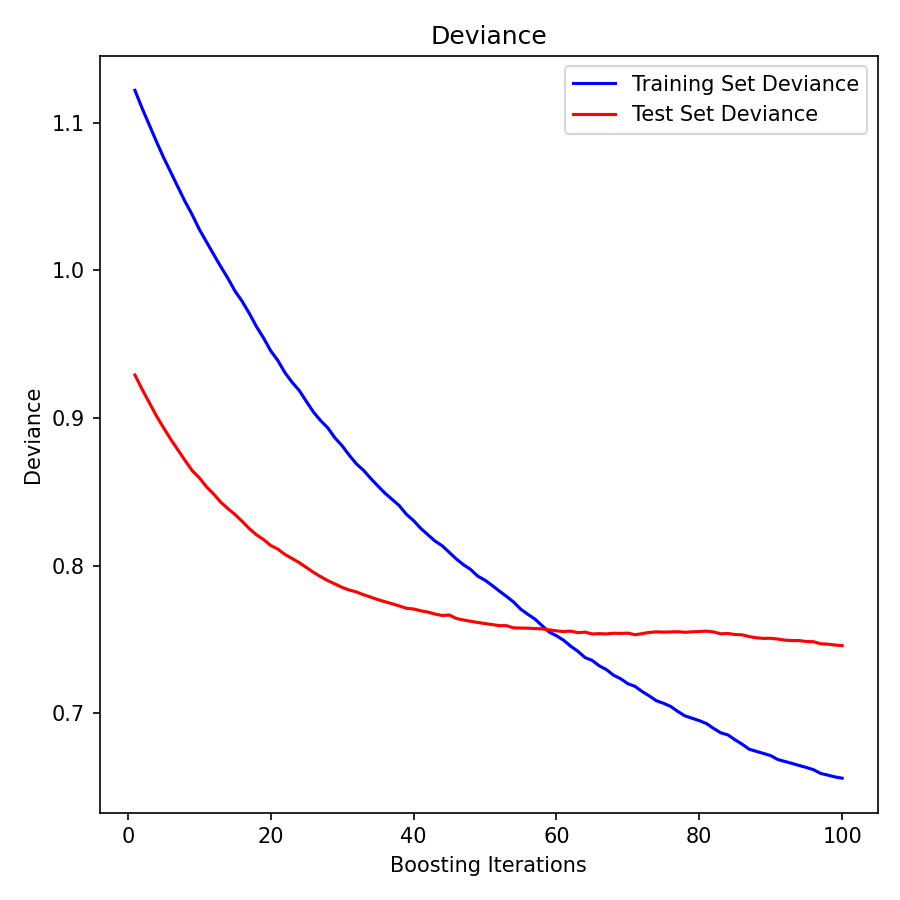 Deviance
Training Set Deviance
Test Set Deviance
1.1
1.0
0.9
0.8
0.7
Deviance
0 20 40 60 80 100
Boosting Iterations